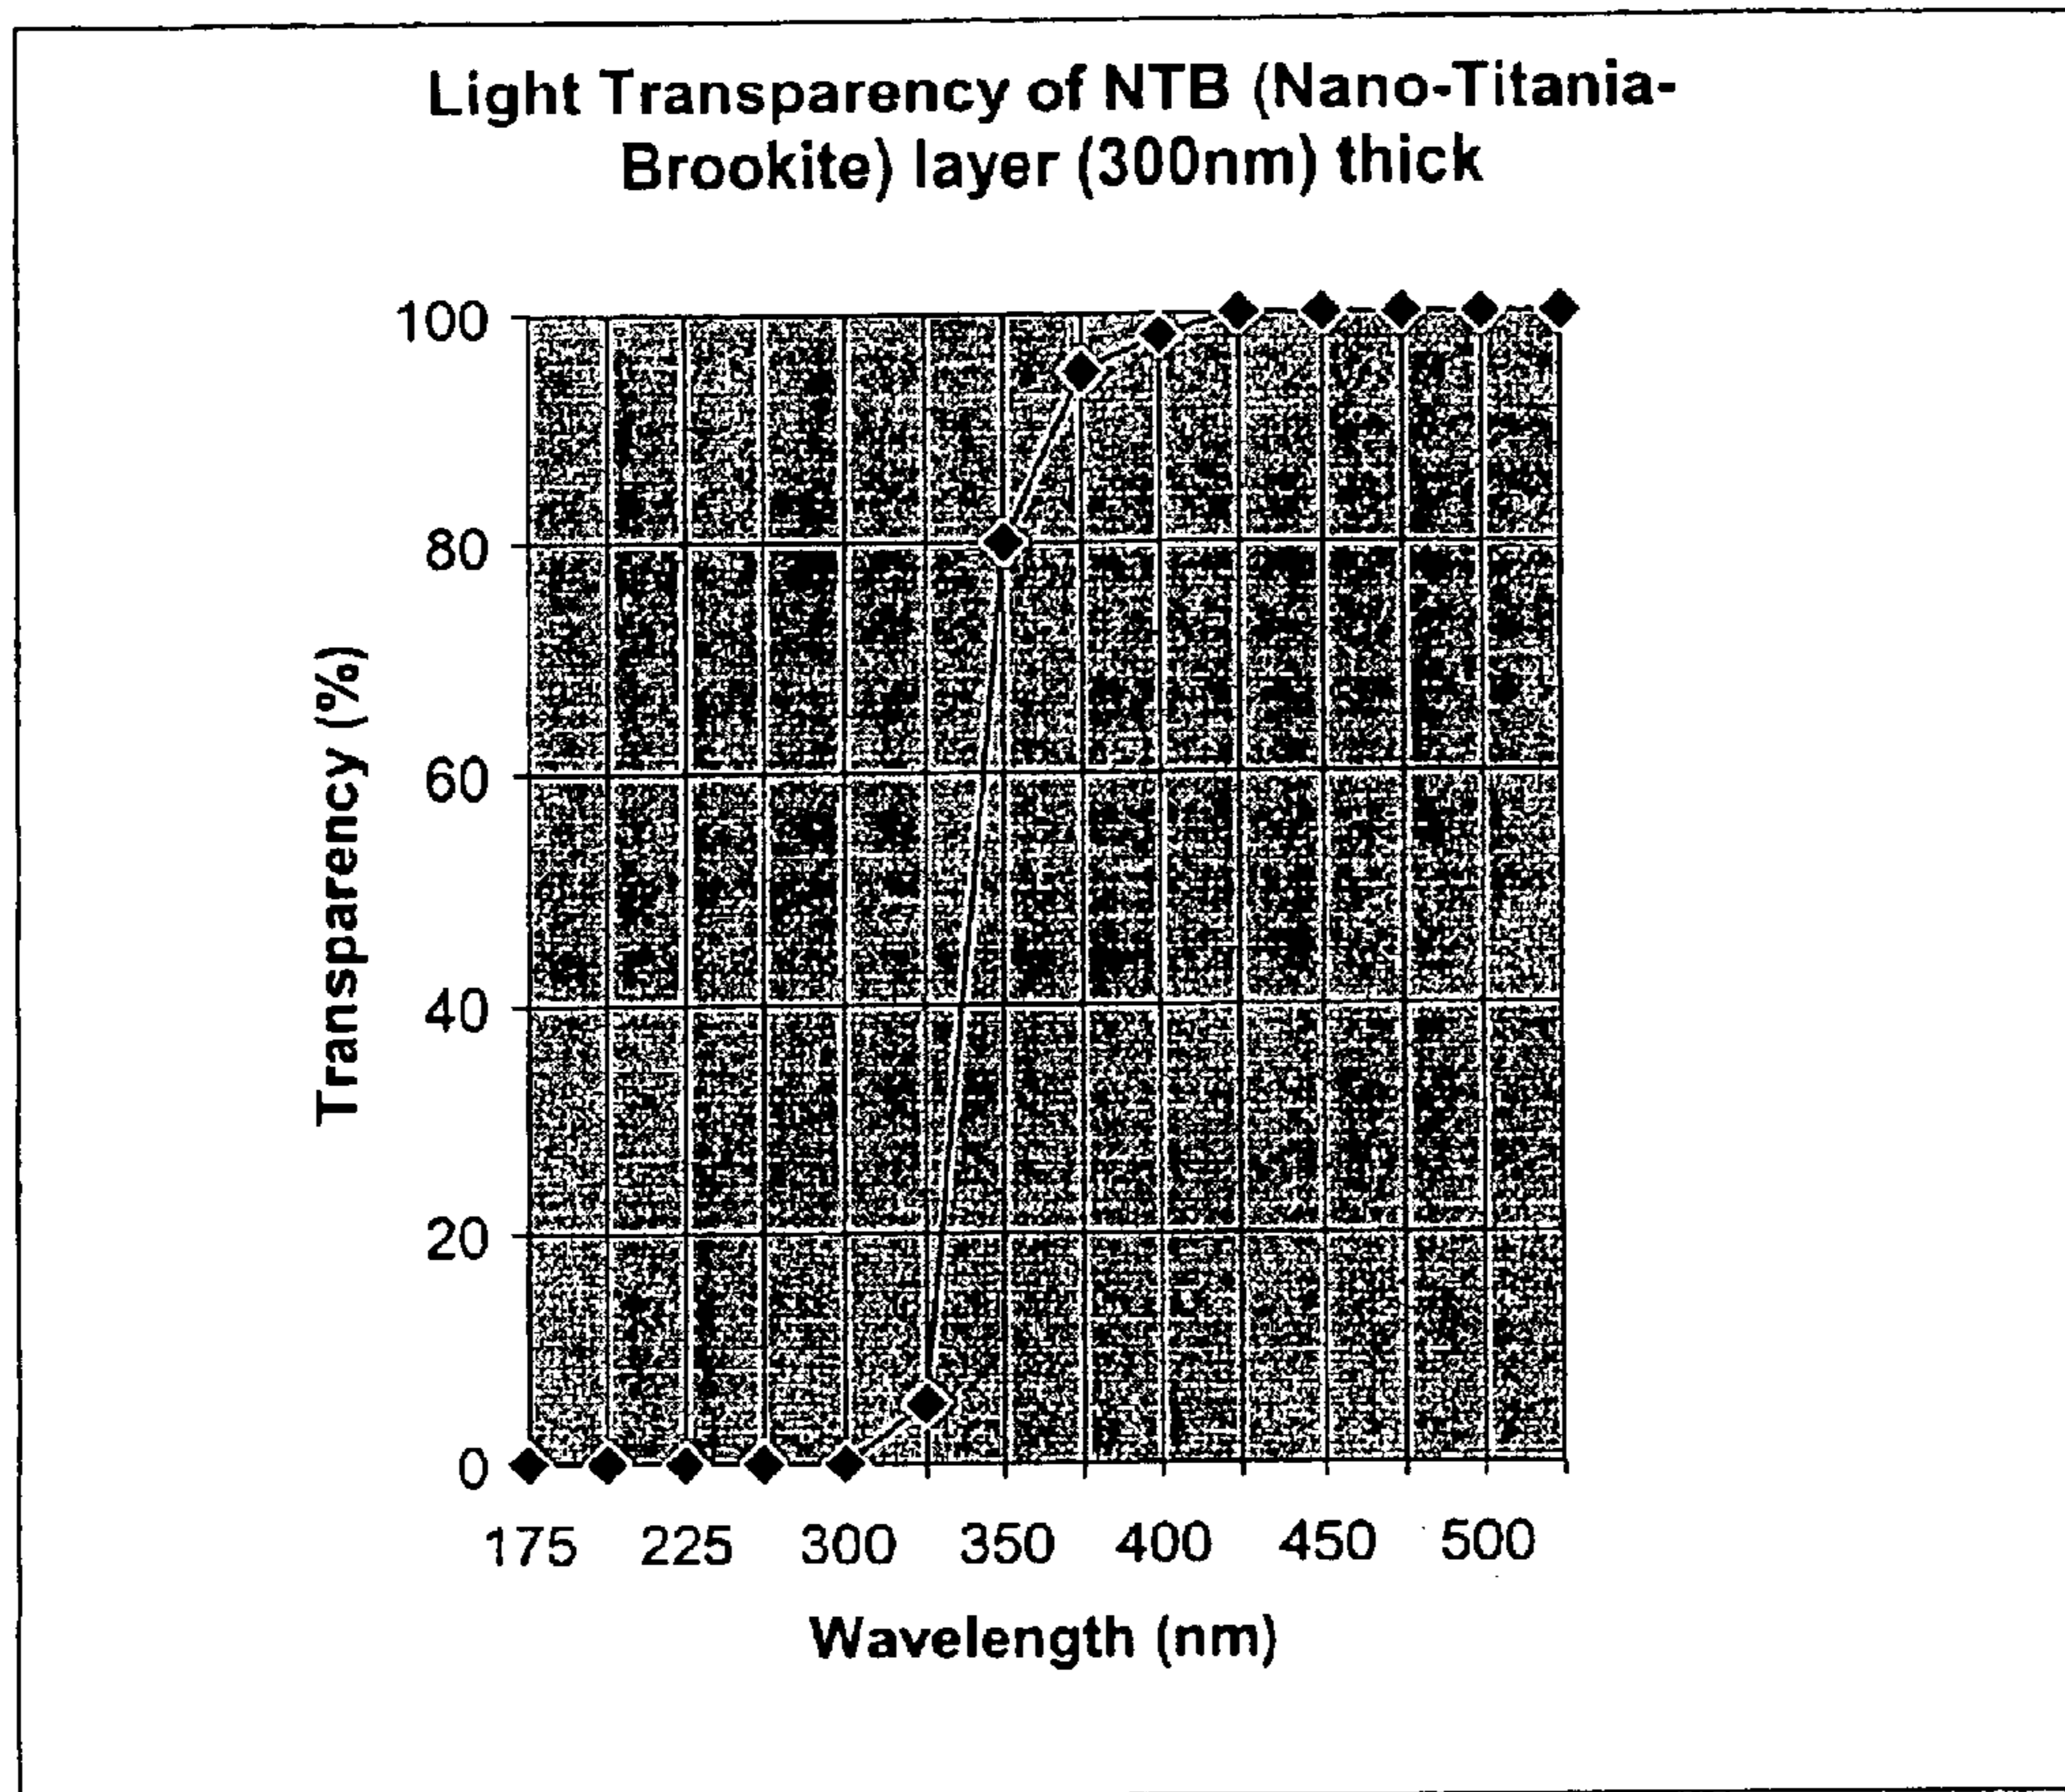 Light Transparency of NTB (Nano-Titania-
Brookite) layer (300nm) thick
100
80
60
40
20
0
Transparency (%)
175 225 300 350 400 450 500
Wavelength (nm)